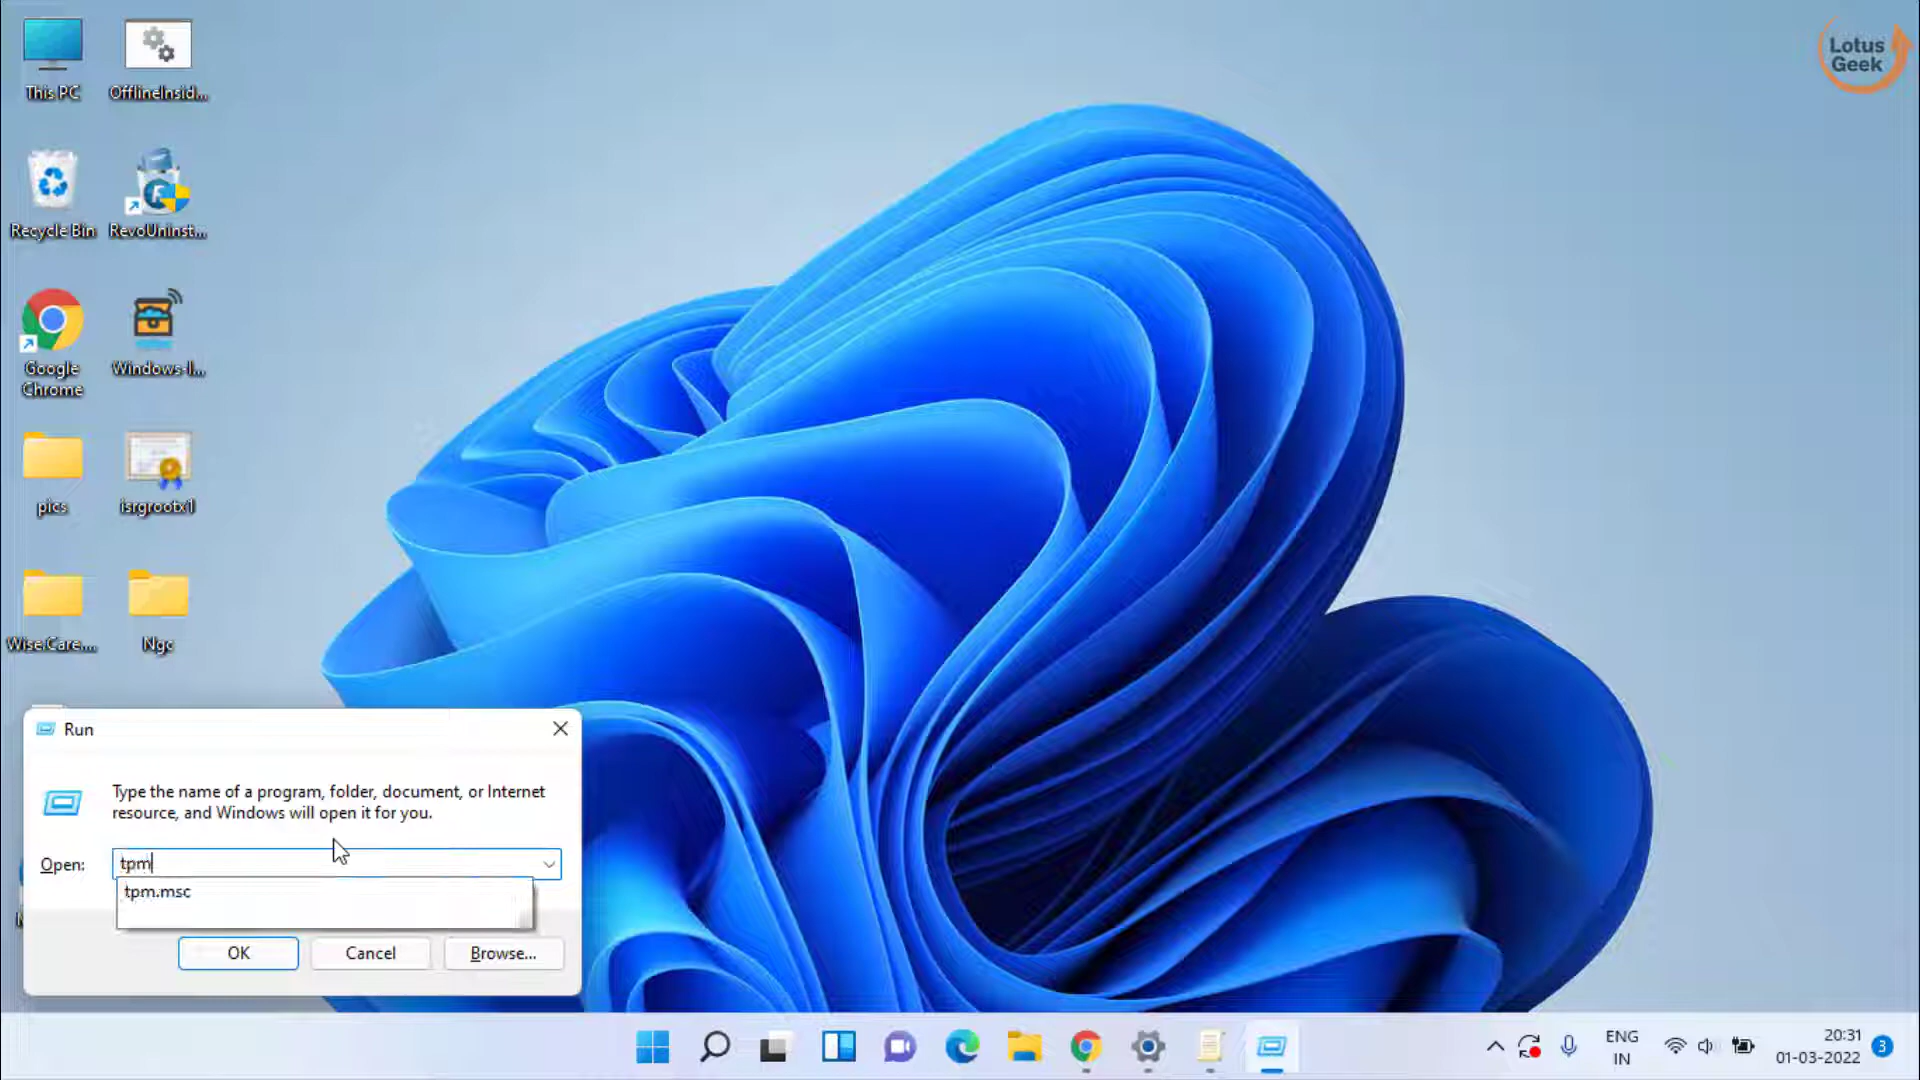 Lotus
Geek
This PC
OfflineInsid...
Recycle Bin
RevoUninst...
Google
Chrome
Windows-I...
pics
isrgrootx1
Wise.Care....
Ngc
Run
Type the name of a program, folder, document, or Internet
resource, and Windows will open it for you.
Open:
tpm
tpm.msc
OK
Cancel
Browse...
ENG
IN
20:31
01-03-2022
3